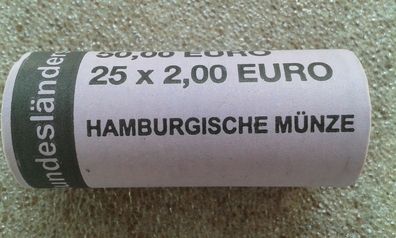 50,00 EURO
25 x 2,00 EURO
HAMBURGISCHE MÜNZE
undesländer